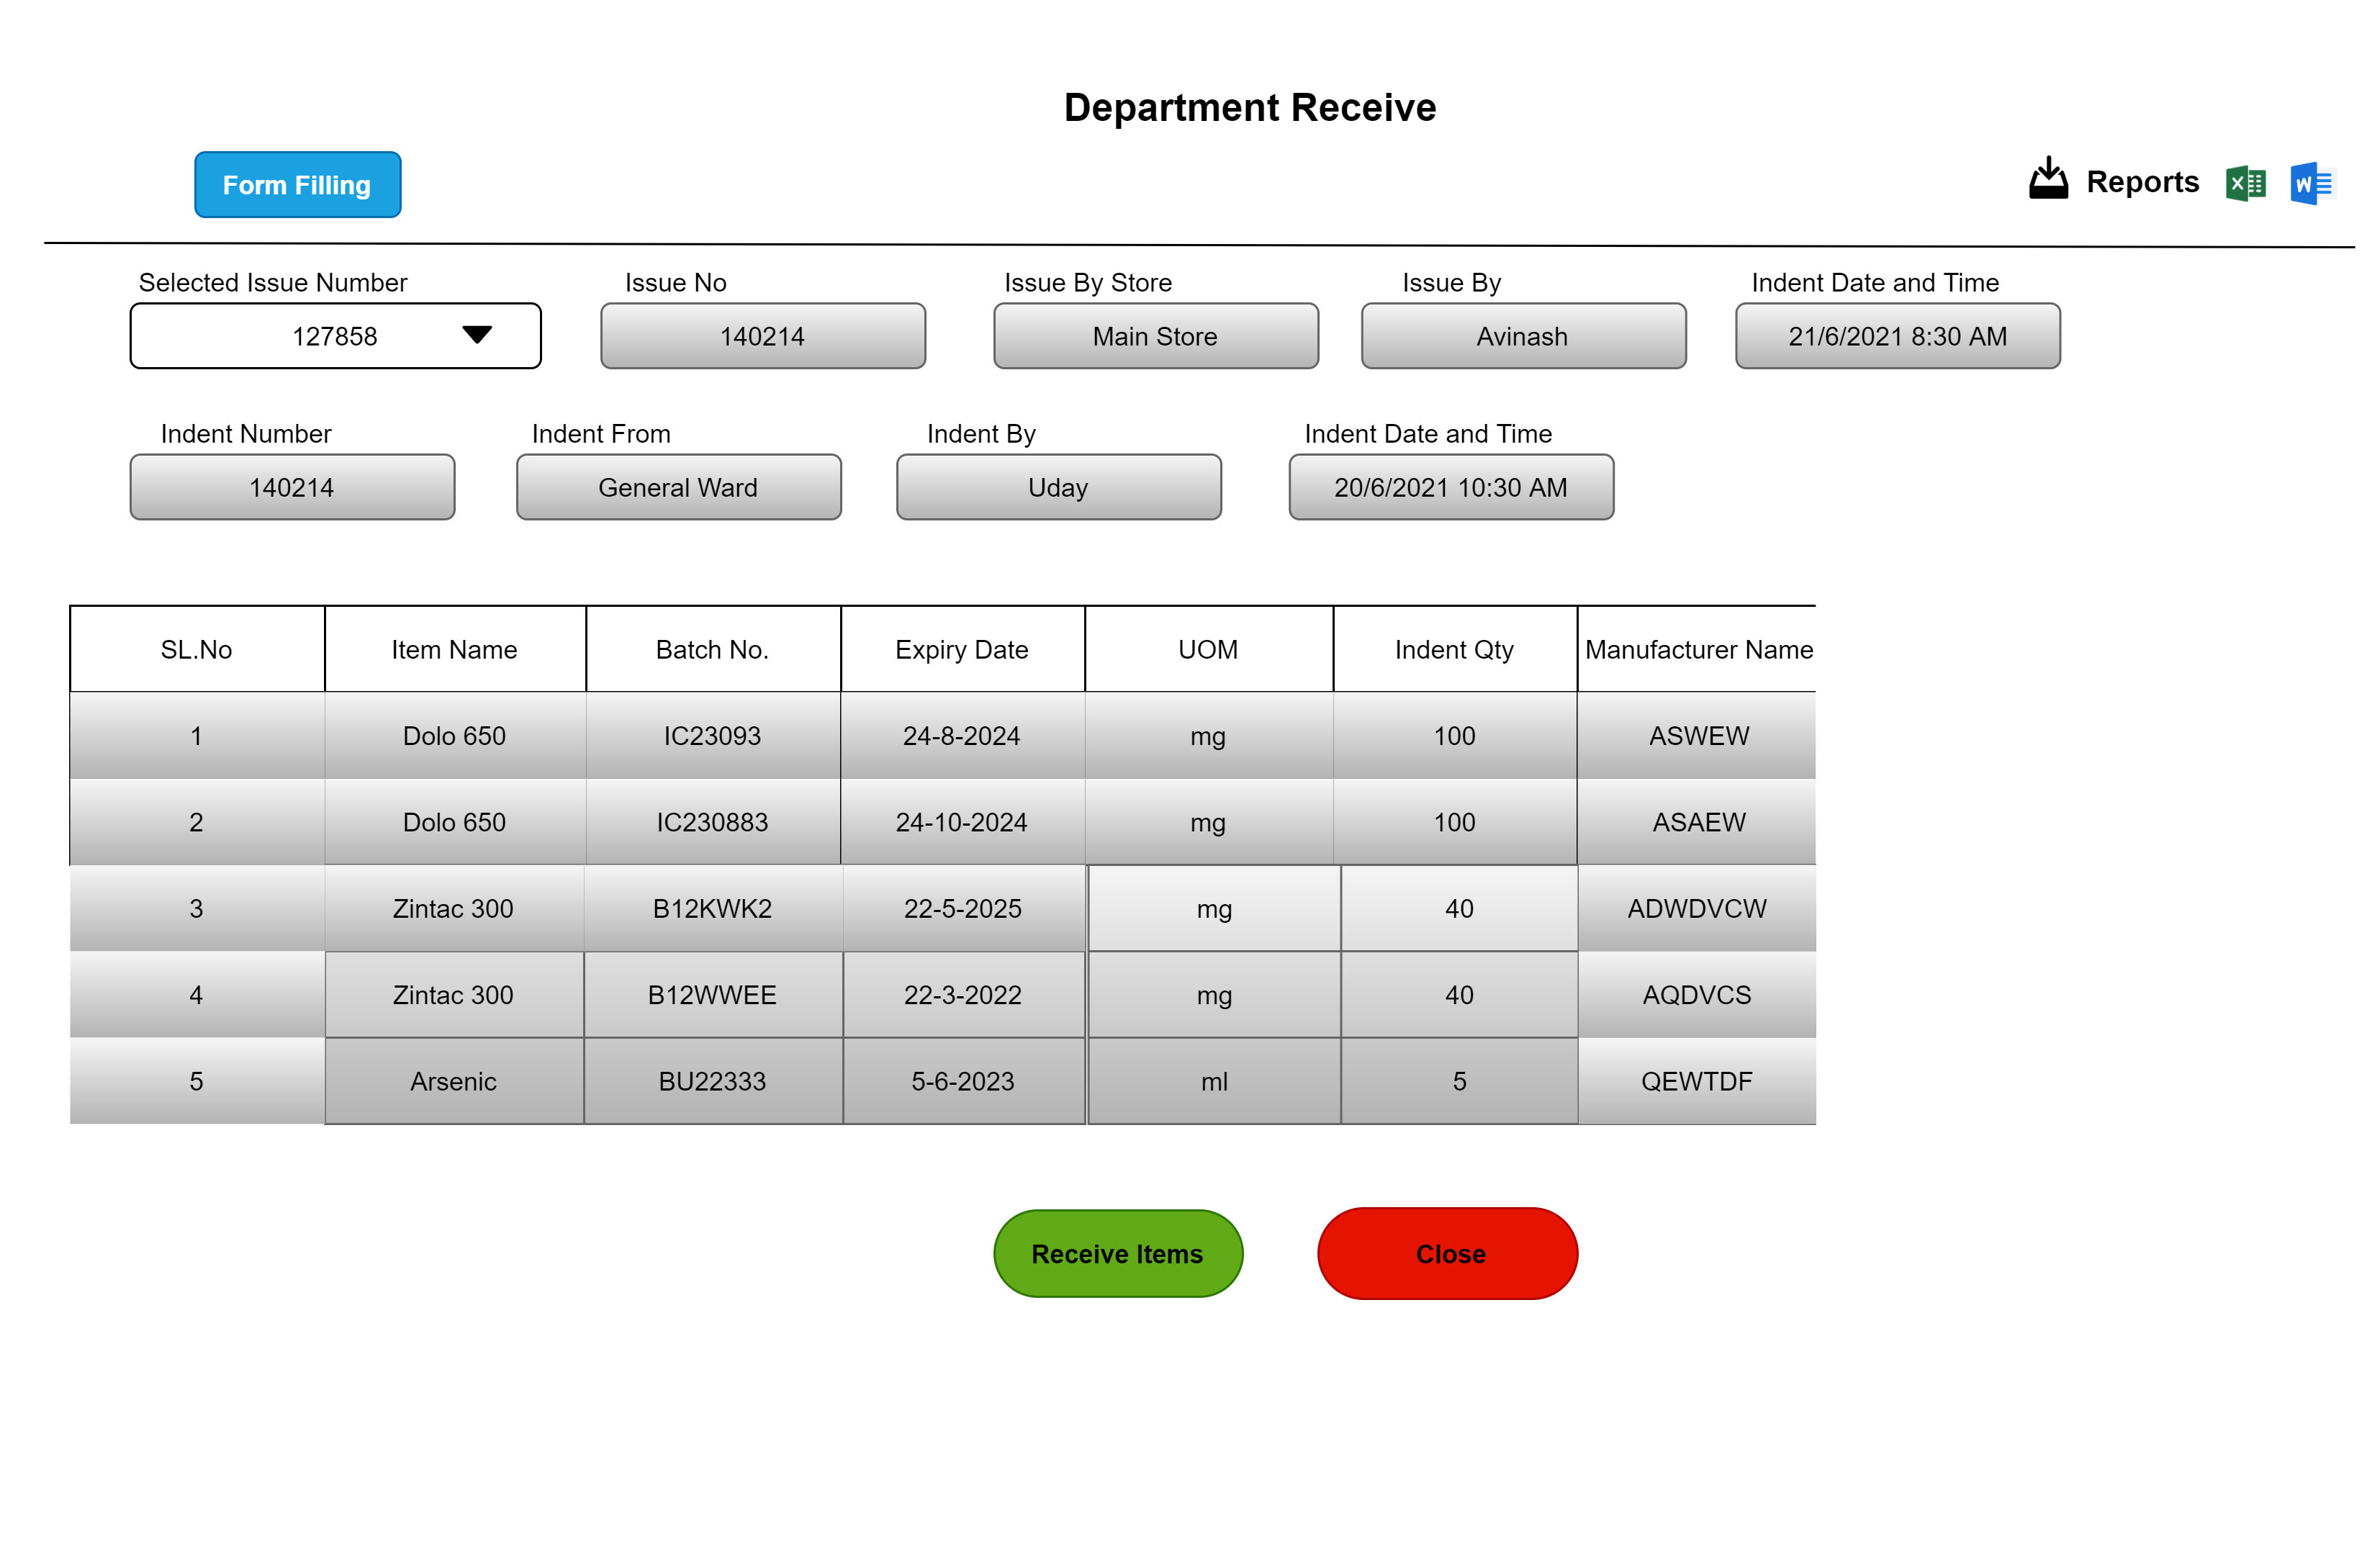 Department Receive
Form Filling
Reports
Selected Issue Number Issue No Issue By Store Issue By Indent Date and Time
127858 140214 Main Store Avinash 21/6/2021 8:30 AM
Indent Number Indent From Indent By Indent Date and Time
140214 General Ward Uday 20/6/2021 10:30 AM
SL.No Item Name Batch No. Expiry Date UOM Indent Qty Manufacturer Name
1 Dolo 650 IC23093 24-8-2024 mg 100 ASWEW
2 Dolo 650 IC230883 24-10-2024 mg 100 ASAEW
3 Zintac 300 B12KWK2 22-5-2025 mg 40 ADWDVCW
4 Zintac 300 B12WWEE 22-3-2022 mg 40 AQDVCS
5 Arsenic BU22333 5-6-2023 ml 5 QEWTDF
Receive Items Close